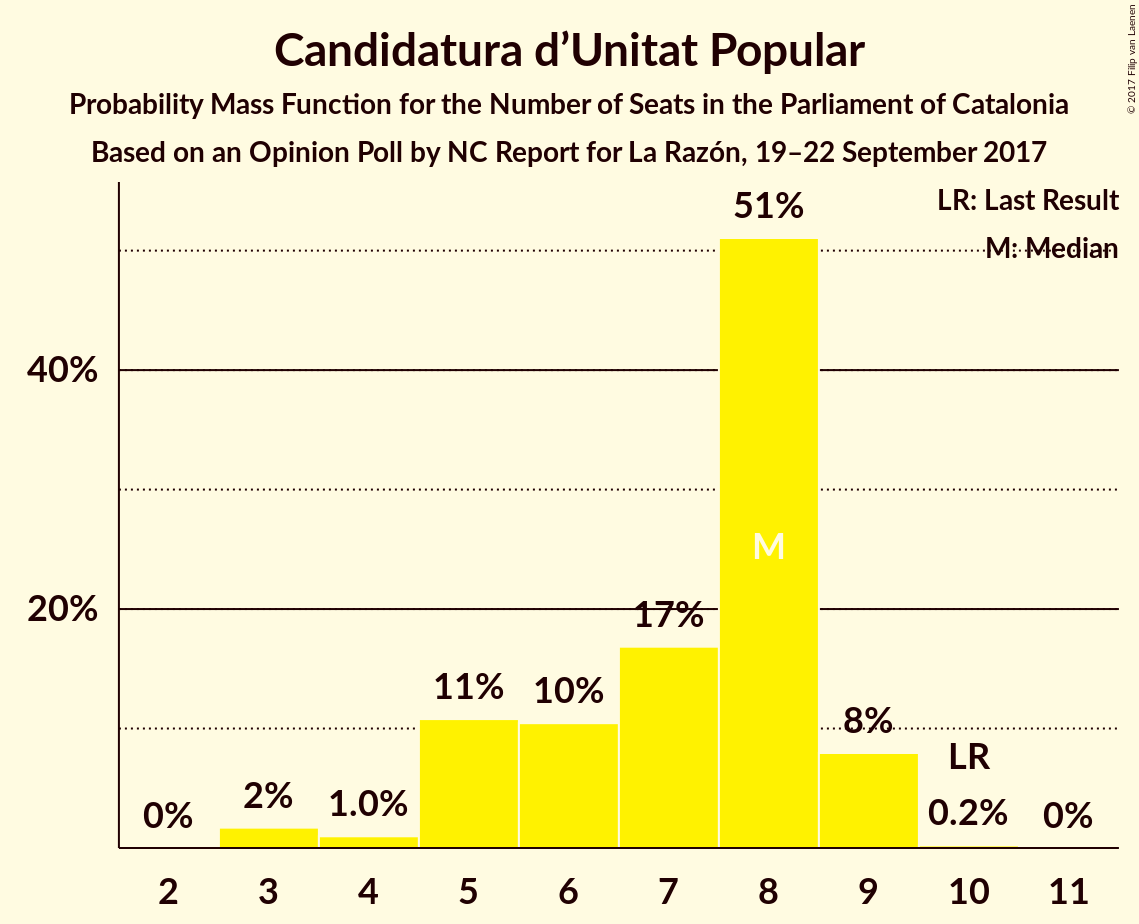 Candidatura d’Unitat Popular
Probability Mass Function for the Number of Seats in the Parliament of Catalonia
Based on an Opinion Poll by NC Report for La Razón, 19–22 September 2017
© 2017 Filip van Laenen
LR: Last Result
M: Median
40%
20%
0%
2%
1.0%
11%
10%
17%
51%
M
8%
LR
0.2%
0%
2 3 4 5 6 7 8 9 10 11